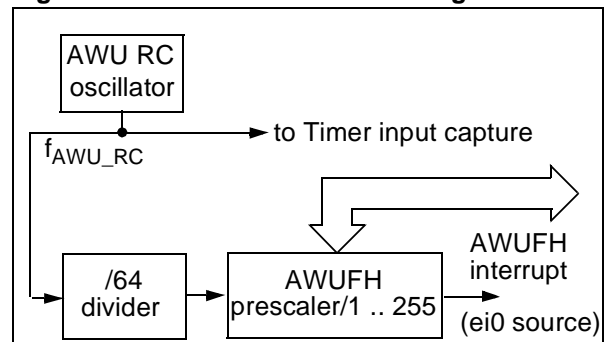 AWU RC
oscillator
to Timer input capture
fAWU_RC
AWUFH
interrupt
/64
divider
AWUFH
prescaler/1 .. 255
(ei0 source)